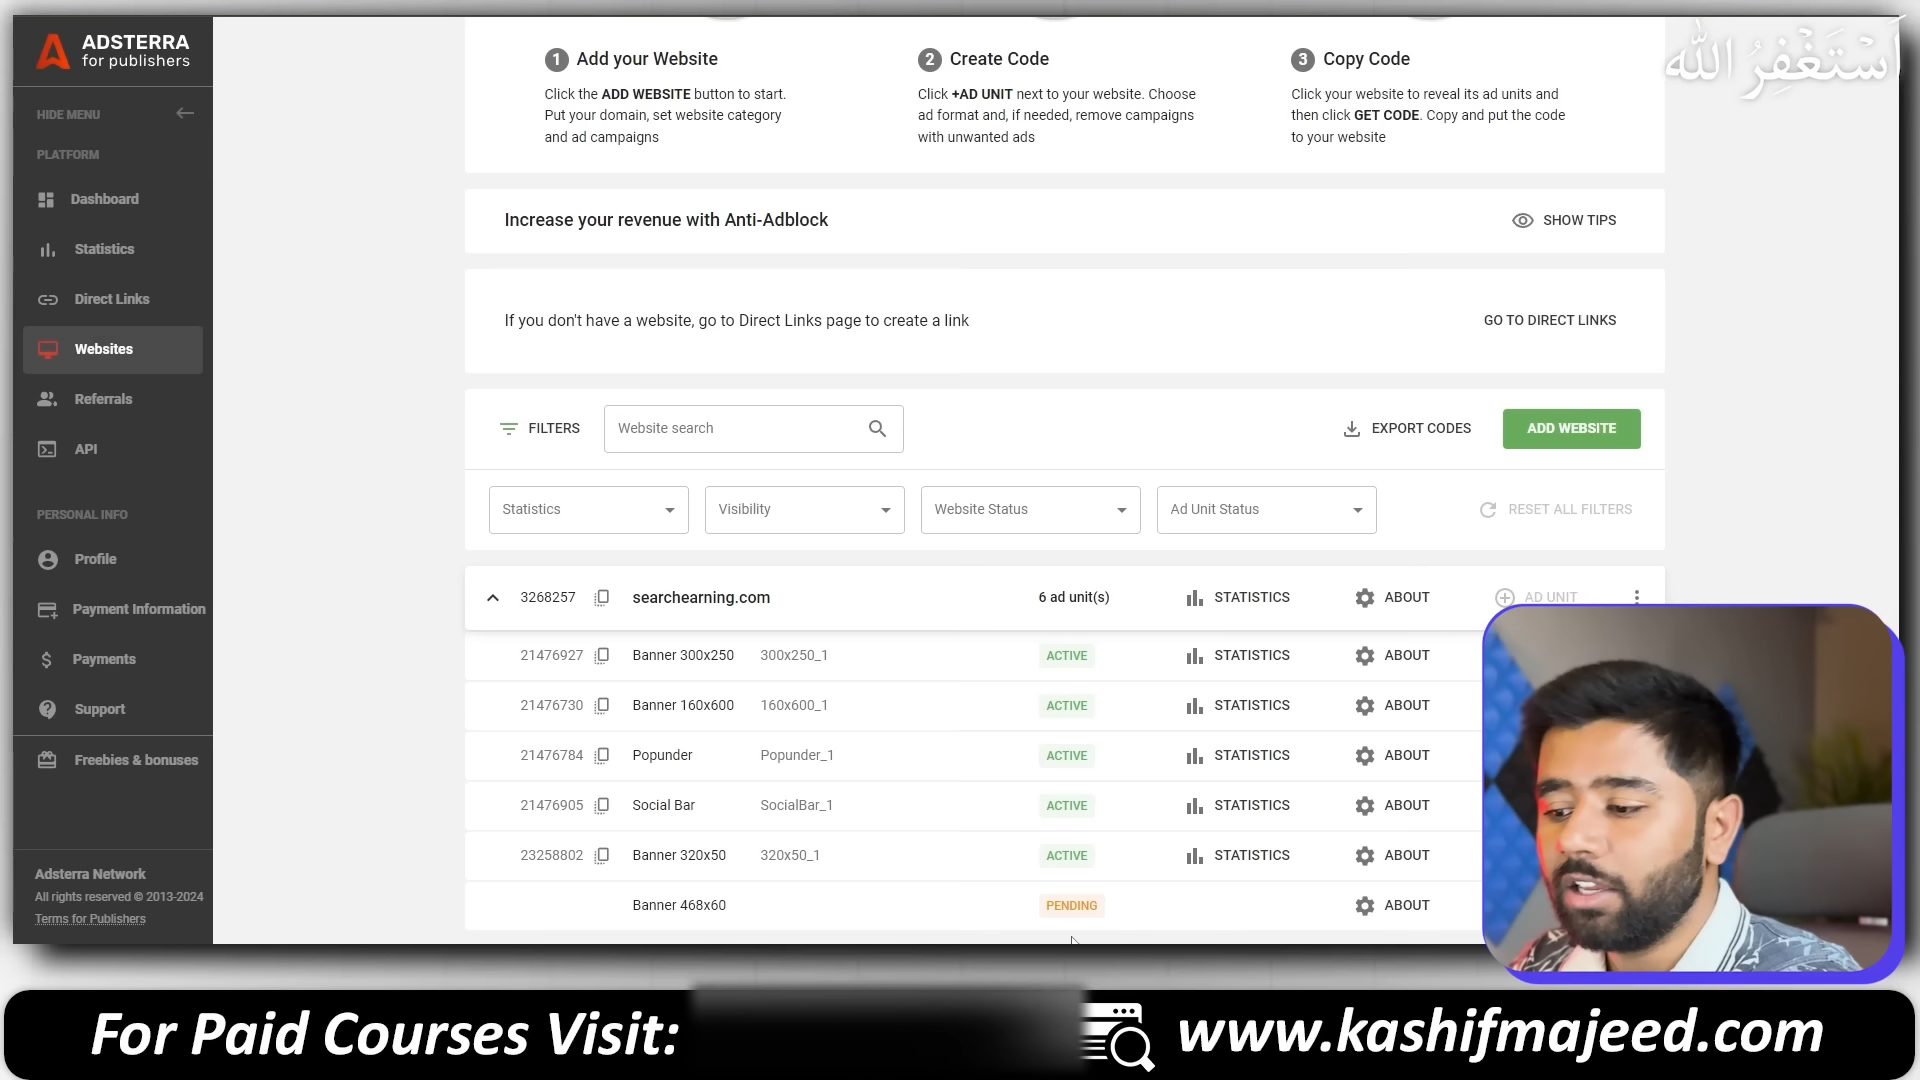 ADSTERRA
for publishers
أستغفر الله
HIDE MENU
PLATFORM
Dashboard
Statistics
Direct Links
Websites
Referrals
API
PERSONAL INFO
Profile
Payment Information
Payments
Support
Freebies & bonuses
Adsterra Network
All rights reserved © 2013-2024
Terms for Publishers
1 Add your Website
Click the ADD WEBSITE button to start.
Put your domain, set website category
and ad campaigns
2 Create Code
Click +AD UNIT next to your website. Choose
ad format and, if needed, remove campaigns
with unwanted ads
3 Copy Code
Click your website to reveal its ad units and
then click GET CODE. Copy and put the code
to your website
Increase your revenue with Anti-Adblock
SHOW TIPS
If you don't have a website, go to Direct Links page to create a link
GO TO DIRECT LINKS
FILTERS Website search EXPORT CODES ADD WEBSITE
Statistics Visibility Website Status Ad Unit Status RESET ALL FILTERS
3268257 searchearning.com 6 ad unit(s) STATISTICS ABOUT AD UNIT
21476927 Banner 300x250 300x250_1 ACTIVE STATISTICS ABOUT
21476730 Banner 160x600 160x600_1 ACTIVE STATISTICS ABOUT
21476784 Popunder Popunder_1 ACTIVE STATISTICS ABOUT
21476905 Social Bar SocialBar_1 ACTIVE STATISTICS ABOUT
23258802 Banner 320x50 320x50_1 ACTIVE STATISTICS ABOUT
Banner 468x60 PENDING ABOUT
For Paid Courses Visit: www.kashifmajeed.com